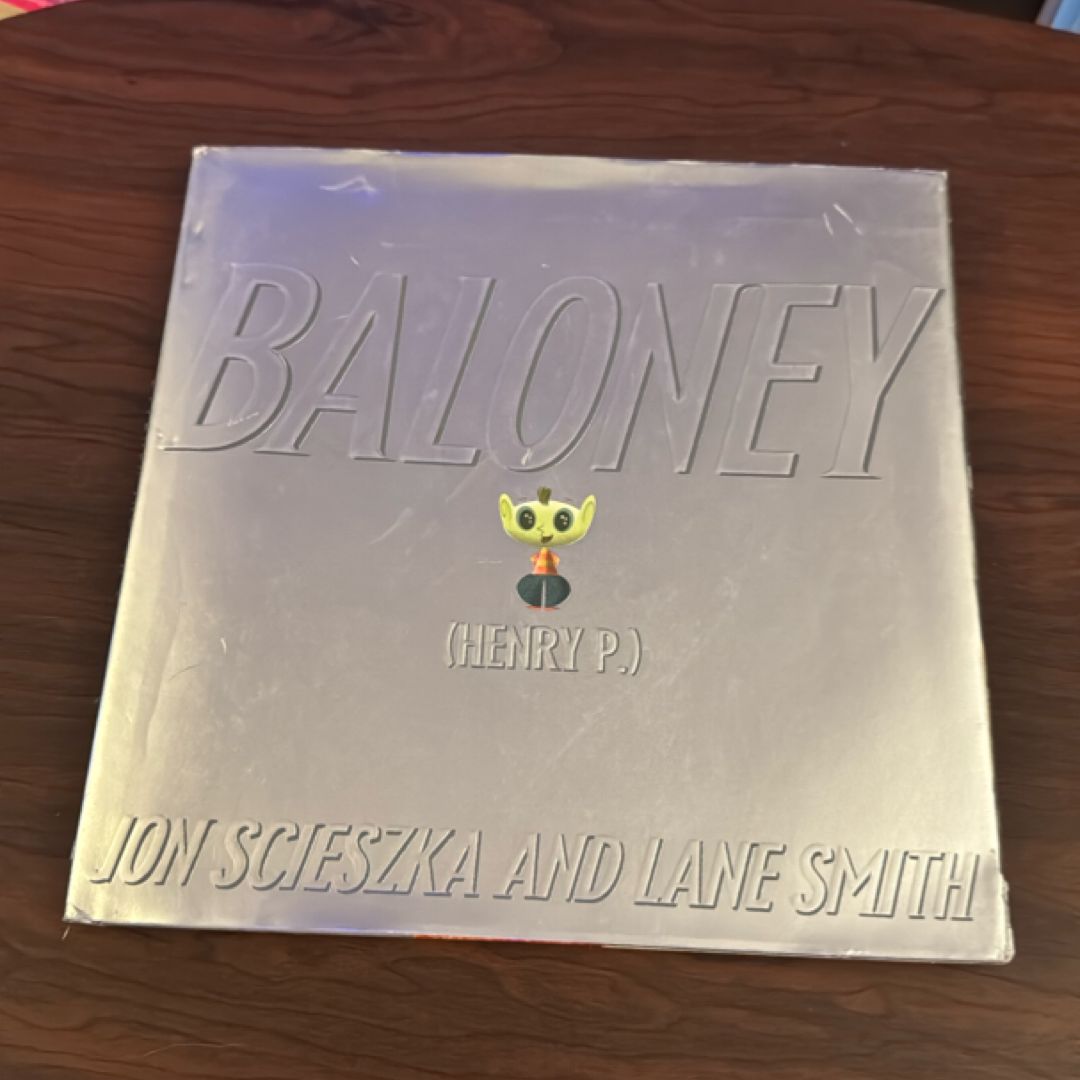 BALONEY
(HENRY P.)
JON SCIESZKA AND LANE SMITH